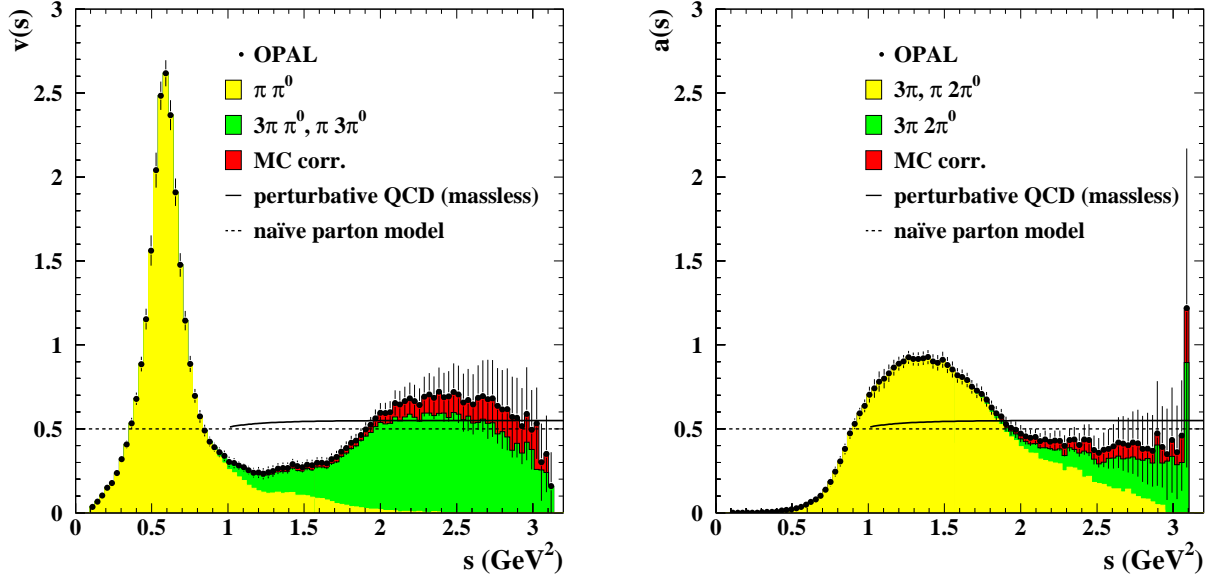 v(s)
3
2.5
2
1.5
1
0.5
0
OPAL
π π⁰
3π π⁰, π 3π⁰
MC corr.
perturbative QCD (massless)
naïve parton model
0 0.5 1 1.5 2 2.5 3
s (GeV²)
a(s)
3
2.5
2
1.5
1
0.5
0
OPAL
3π, π 2π⁰
3π 2π⁰
MC corr.
perturbative QCD (massless)
naïve parton model
0 0.5 1 1.5 2 2.5 3
s (GeV²)